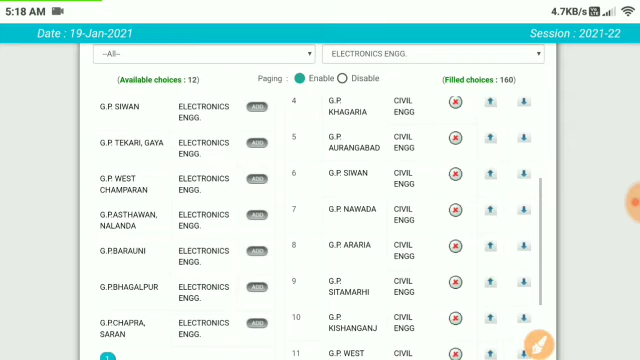 5:18 AM
4.7KB/s
Date : 19-Jan-2021
Session : 2021-22
--All--
ELECTRONICS ENGG.
(Available choices : 12)
Paging :
Enable
Disable
(Filled choices : 160)
G.P. SIWAN
ELECTRONICS
ENGG.
ADD
G.P. TEKARI, GAYA
ELECTRONICS
ENGG.
ADD
G.P. WEST
CHAMPARAN
ELECTRONICS
ENGG.
ADD
G.P.ASTHAWAN,
NALANDA
ELECTRONICS
ENGG.
ADD
G.P.BARAUNI
ELECTRONICS
ENGG.
ADD
G.P.BHAGALPUR
ELECTRONICS
ENGG.
ADD
G.P.CHAPRA,
SARAN
ELECTRONICS
ENGG.
ADD
1
4
G.P.
KHAGARIA
CIVIL
ENGG
5
G.P.
AURANGABAD
CIVIL
ENGG
6
G.P. SIWAN
CIVIL
ENGG
7
G.P. NAWADA
CIVIL
ENGG
8
G.P. ARARIA
CIVIL
ENGG
9
G.P.
SITAMARHI
CIVIL
ENGG
10
G.P.
KISHANGANJ
CIVIL
ENGG
11
G.P. WEST
CIVIL